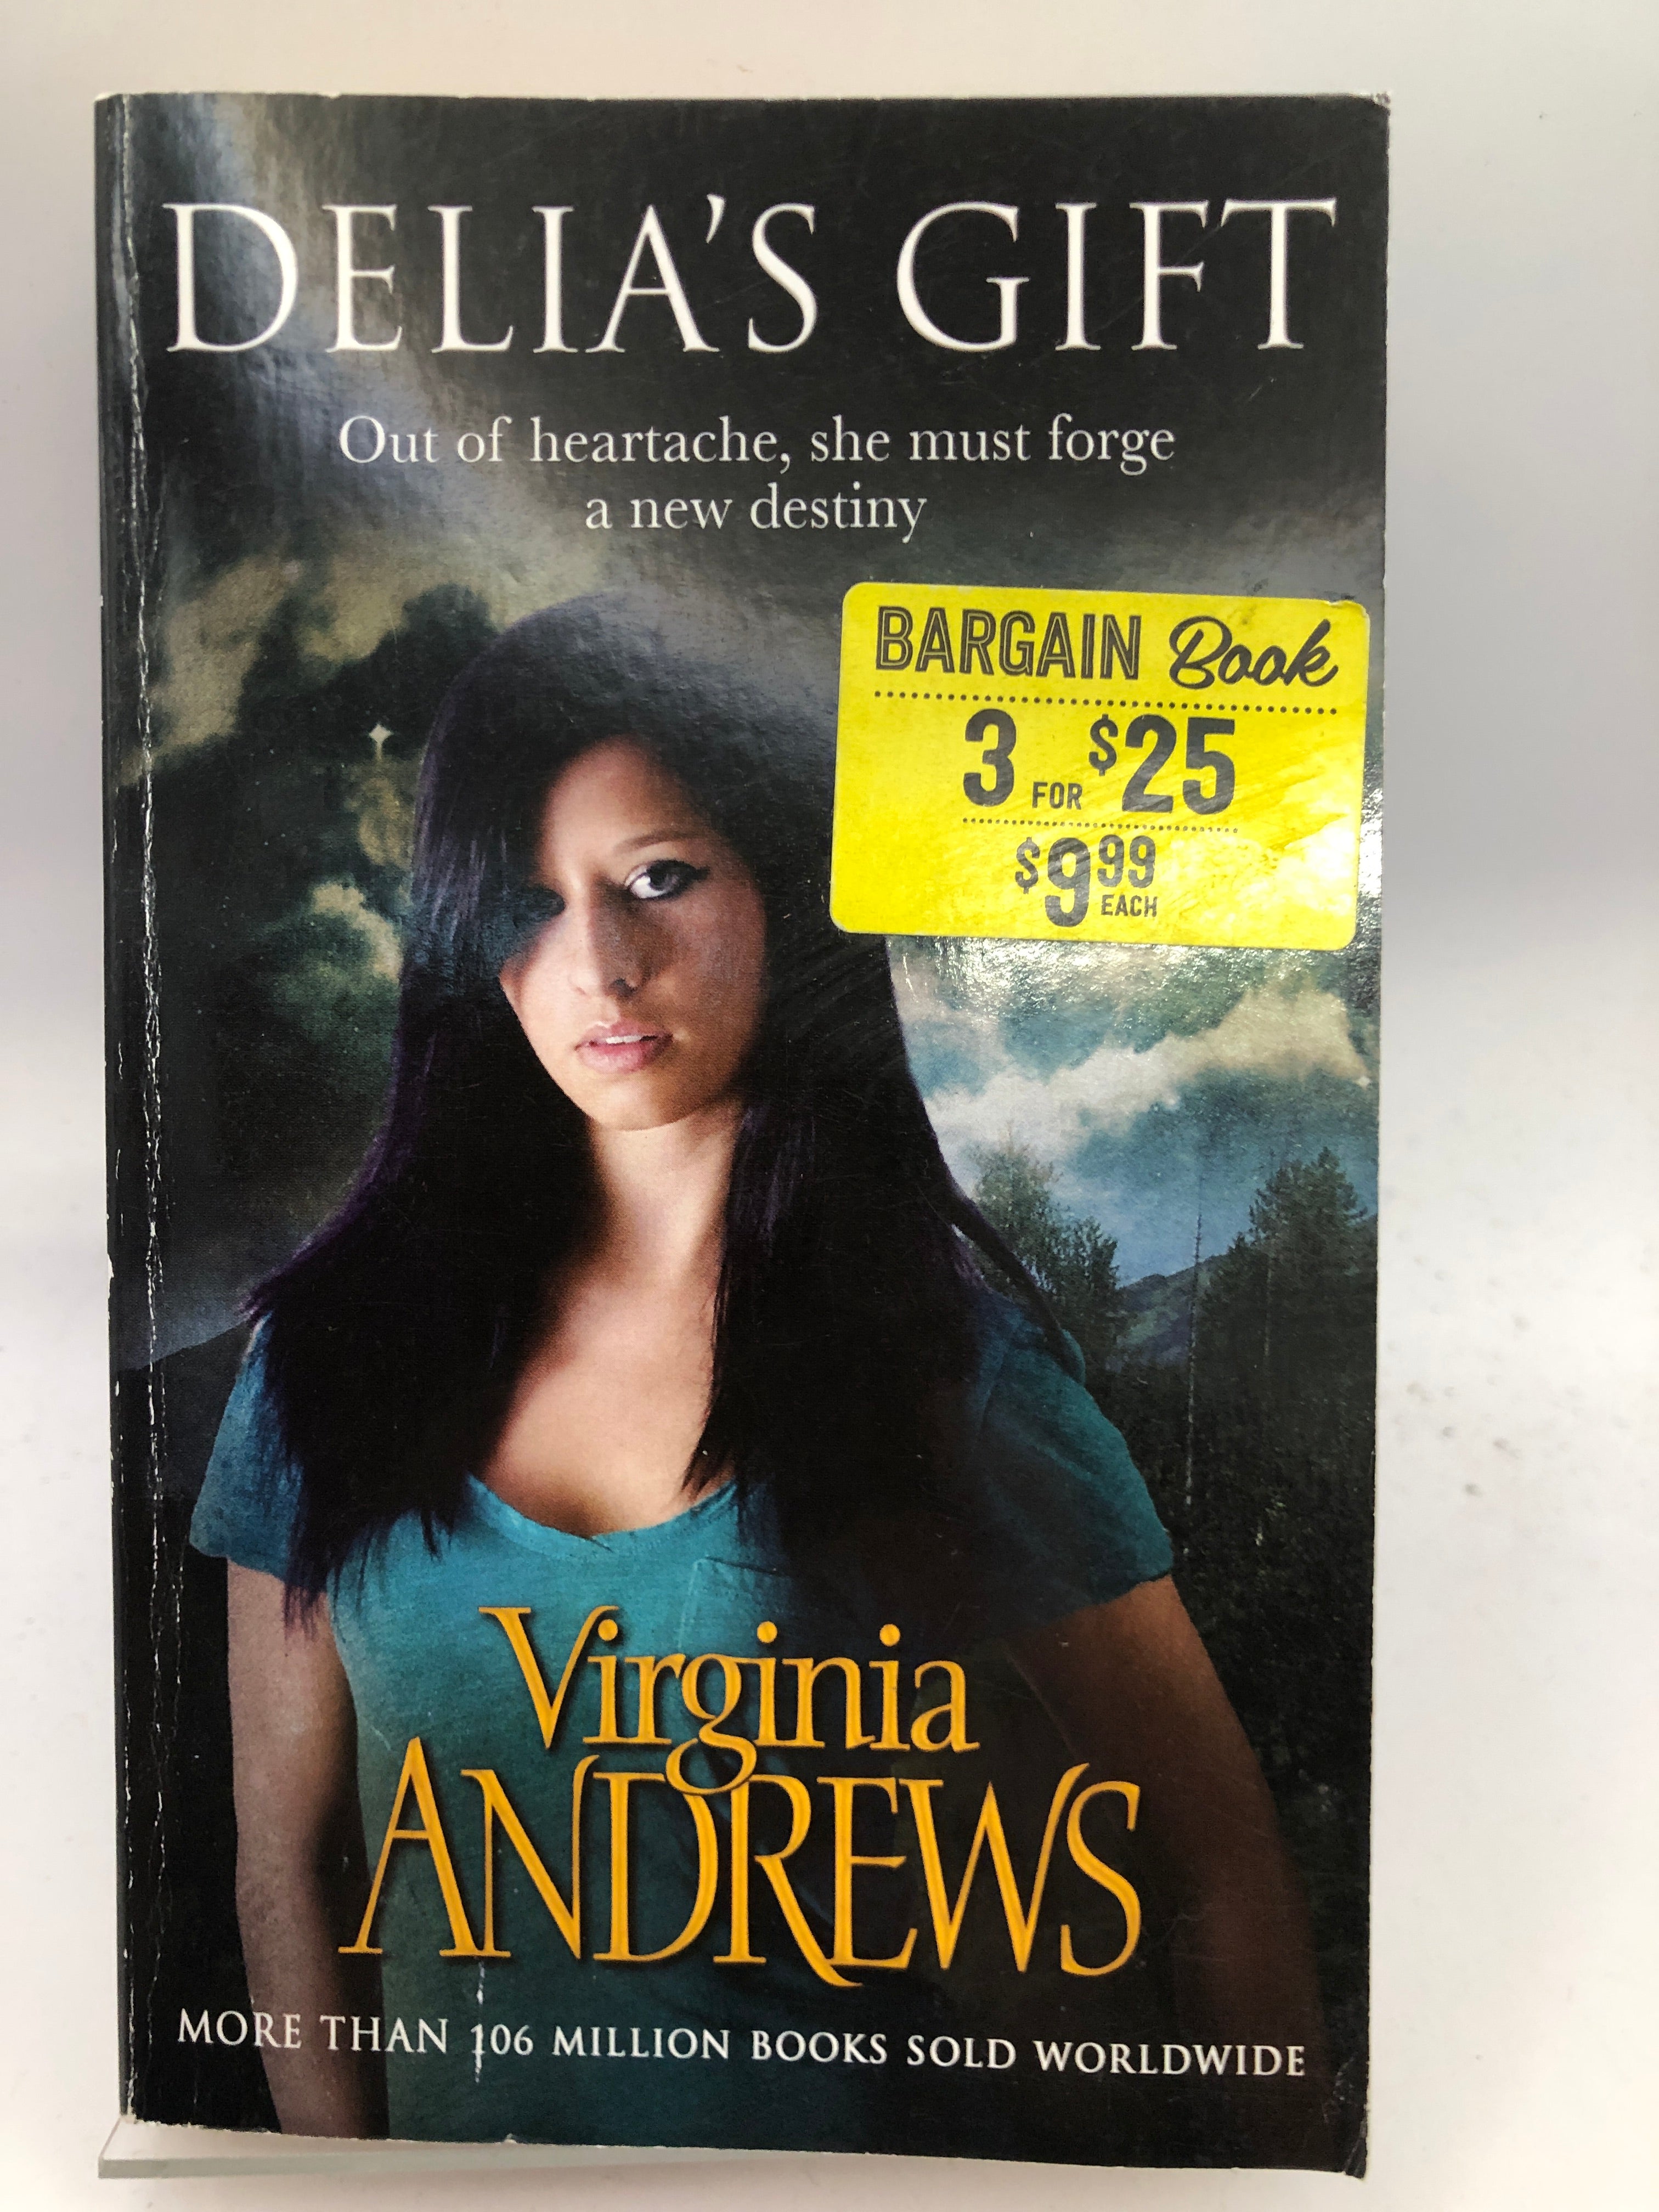 DELIA'S GIFT
Out of heartache, she must forge
a new destiny
BARGAIN Book
3 FOR $25
$9.99 EACH
Virginia
ANDREWS
MORE THAN 106 MILLION BOOKS SOLD WORLDWIDE